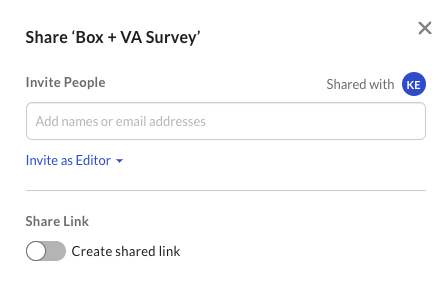 Share ‘Box + VA Survey’
Invite People
Shared with KE
Add names or email addresses
Invite as Editor
Share Link
Create shared link